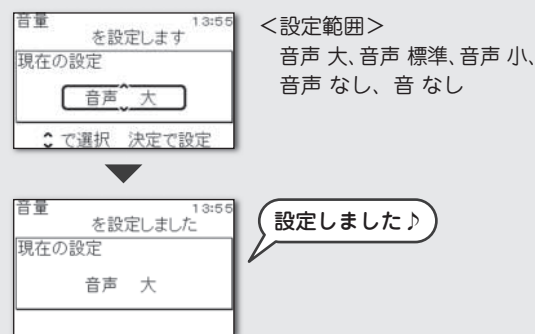 音量 13:55
を設定します
現在の設定
音声 大
で選択 決定で設定
＜設定範囲＞
音声 大、音声 標準、音声 小、
音声 なし、音 なし
音量 13:55
を設定しました
現在の設定
音声 大
設定しました♪